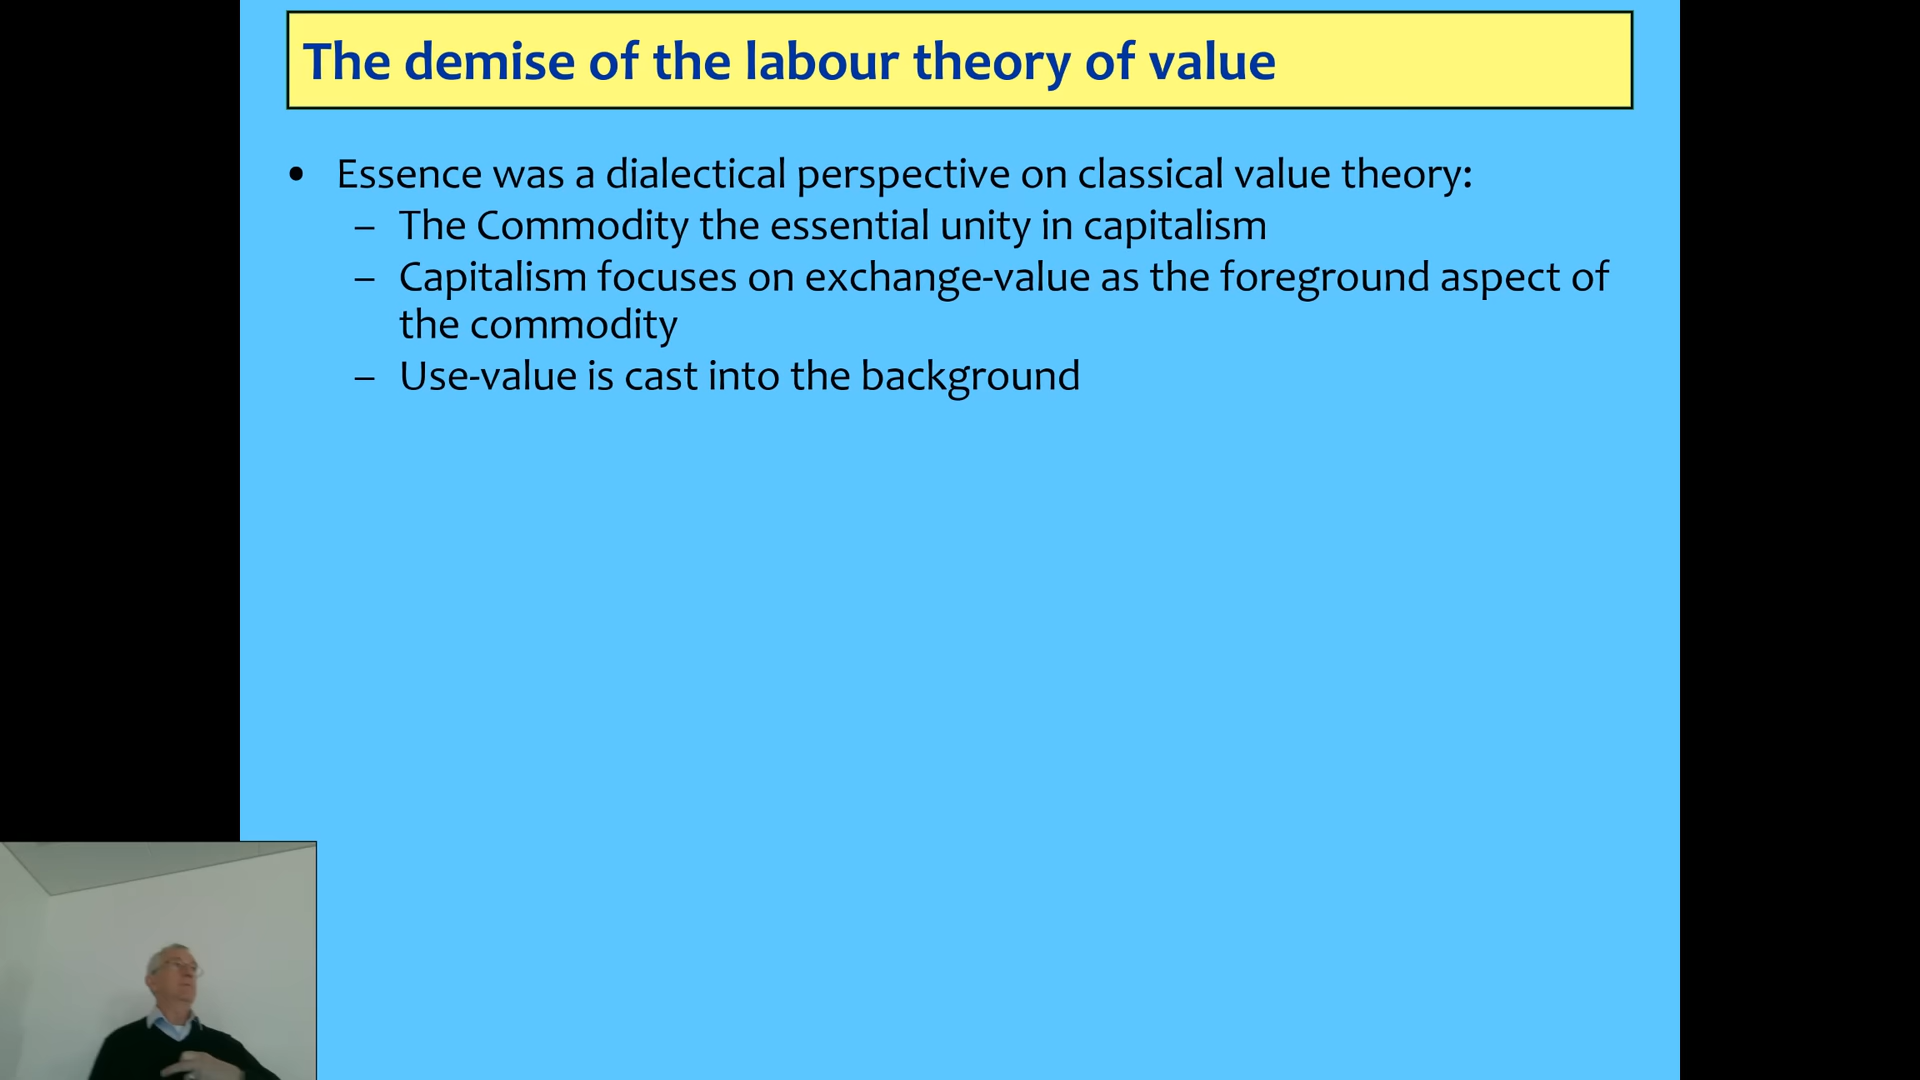 The demise of the labour theory of value
• Essence was a dialectical perspective on classical value theory:
– The Commodity the essential unity in capitalism
– Capitalism focuses on exchange-value as the foreground aspect of
the commodity
– Use-value is cast into the background